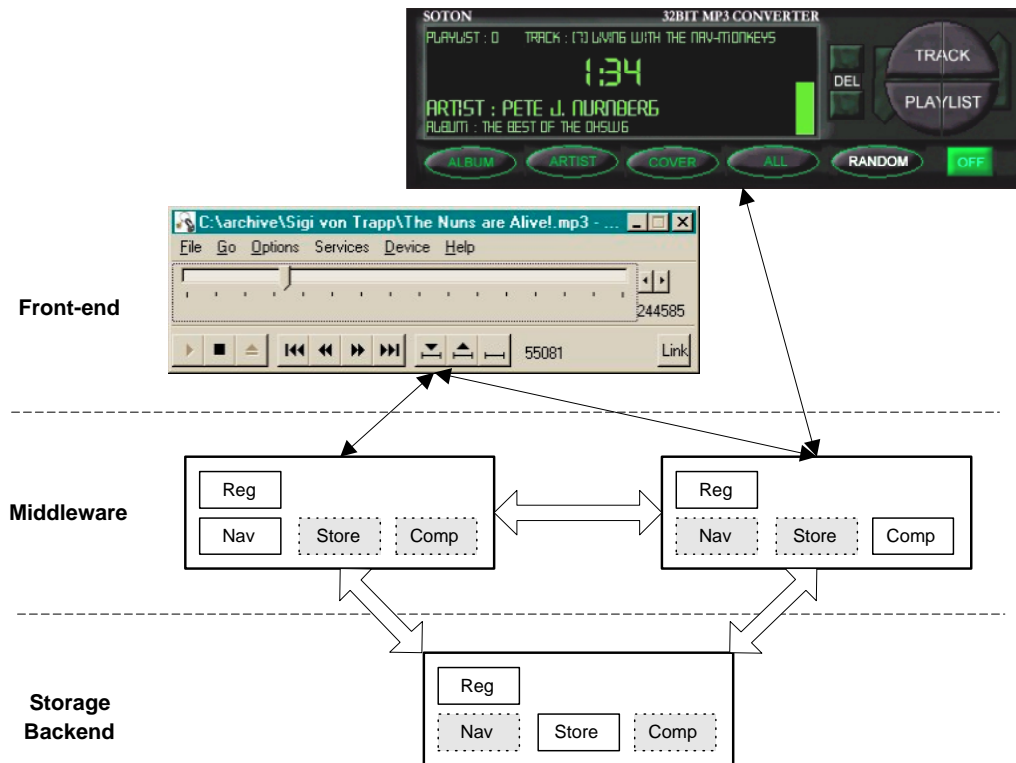 SOTON 32BIT MP3 CONVERTER
PLAYLIST : 0 TRACK : (7) LIVING WITH THE NAV-MONKEYS
1:34
ARTIST : PETE J. NURNBERG
ALBUM : THE BEST OF THE OHSWG
DEL
TRACK
PLAYLIST
ALBUM ARTIST COVER ALL RANDOM OFF
C:\archive\Sigi von Trapp\The Nuns are Alive!.mp3 - ...
File Go Options Services Device Help
244585
55081 Link
Front-end
Middleware
Reg
Nav Store Comp
Reg
Nav Store Comp
Storage
Backend
Reg
Nav Store Comp